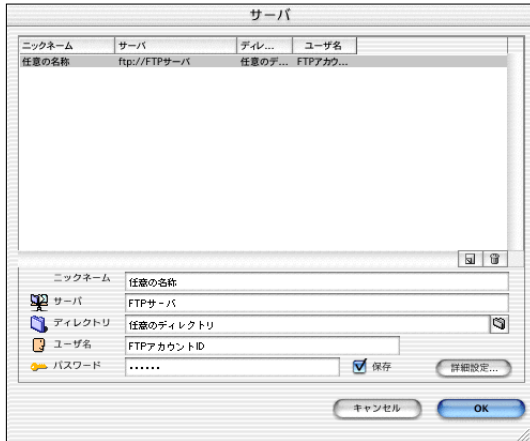 サーバ
ニックネーム サーバ ディレ... ユーザ名
任意の名称 ftp://FTPサーバ 任意のデ... FTPアカウ...
ニックネーム 任意の名称
サーバ FTPサーバ
ディレクトリ 任意のディレクトリ
ユーザ名 FTPアカウントID
パスワード •••••• 保存 詳細設定...
キャンセル OK